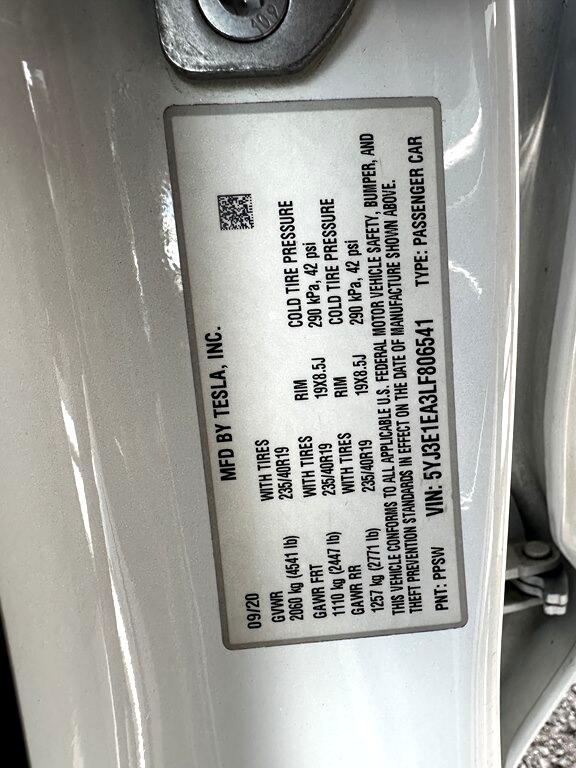 10.9
MFD BY TESLA, INC.
09/20
GVWR WITH TIRES RIM COLD TIRE PRESSURE
2060 kg (4541 lb) 235/40R19 19X8.5J 290 kPa, 42 psi
GAWR FRT WITH TIRES RIM COLD TIRE PRESSURE
1110 kg (2447 lb) 235/40R19 19X8.5J 290 kPa, 42 psi
GAWR RR
1257 kg (2771 lb) 235/40R19
THIS VEHICLE CONFORMS TO ALL APPLICABLE U.S. FEDERAL MOTOR VEHICLE SAFETY, BUMPER, AND
THEFT PREVENTION STANDARDS IN EFFECT ON THE DATE OF MANUFACTURE SHOWN ABOVE.
PNT: PPSW VIN: 5YJ3E1EA3LF806541 TYPE: PASSENGER CAR